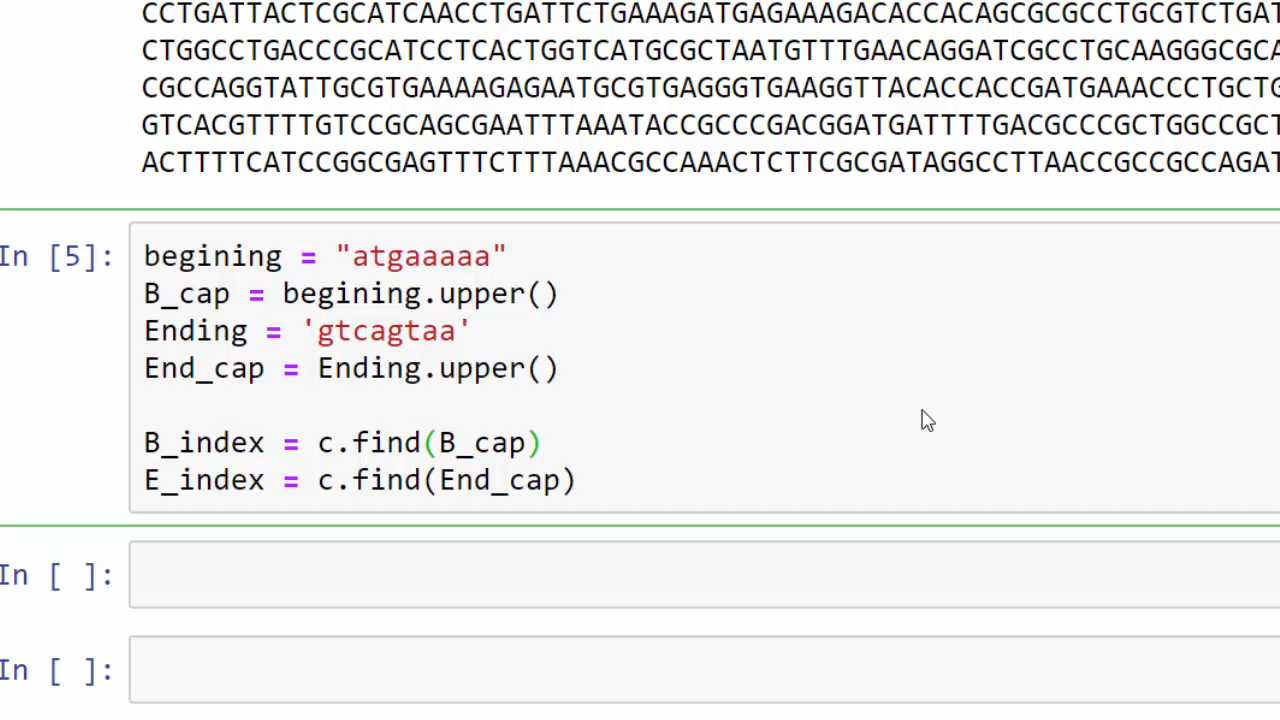 CCTGATTACTCGCATCAACCTGATTCTGAAAGATGAGAAAGACACCACAGCGCGCCTGCGTCTGAT
CTGGCCTGACCCGCATCCTCACTGGTCATGCGCTAATGTTTGAACAGGATCGCCTGCAAGGGCGCA
CGCCAGGTATTGCGTGAAAAGAGAATGCGTGAGGGTGAAGGTTACACCACCGATGAAACCCTGCTG
GTCACGTTTTGTCCGCAGCGAATTTAAATACCGCCCGACGGATGATTTTGACGCCCGCTGGCCGCT
ACTTTTCATCCGGCGAGTTTCTTTAAACGCCAAACTCTTCGCGATAGGCCTTAACCGCCGCCAGAT
In [5]:
begining = "atgaaaaa"
B_cap = begining.upper()
Ending = 'gtcagtaa'
End_cap = Ending.upper()
B_index = c.find(B_cap)
E_index = c.find(End_cap)
In [ ]:
In [ ]: